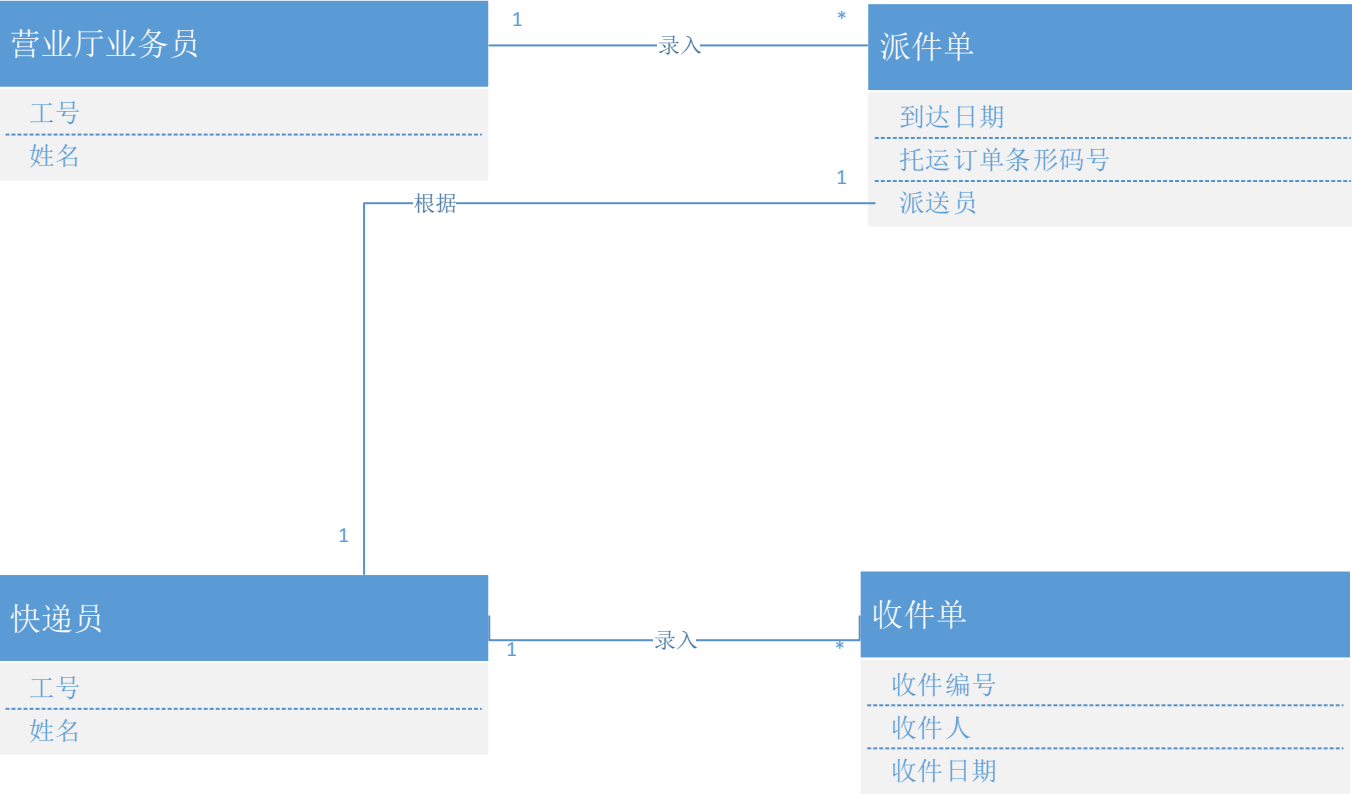 营业厅业务员
工号
姓名
1
录入
*
派件单
到达日期
托运订单条形码号
派送员
1
根据
1
快递员
工号
姓名
1
录入
*
收件单
收件编号
收件人
收件日期